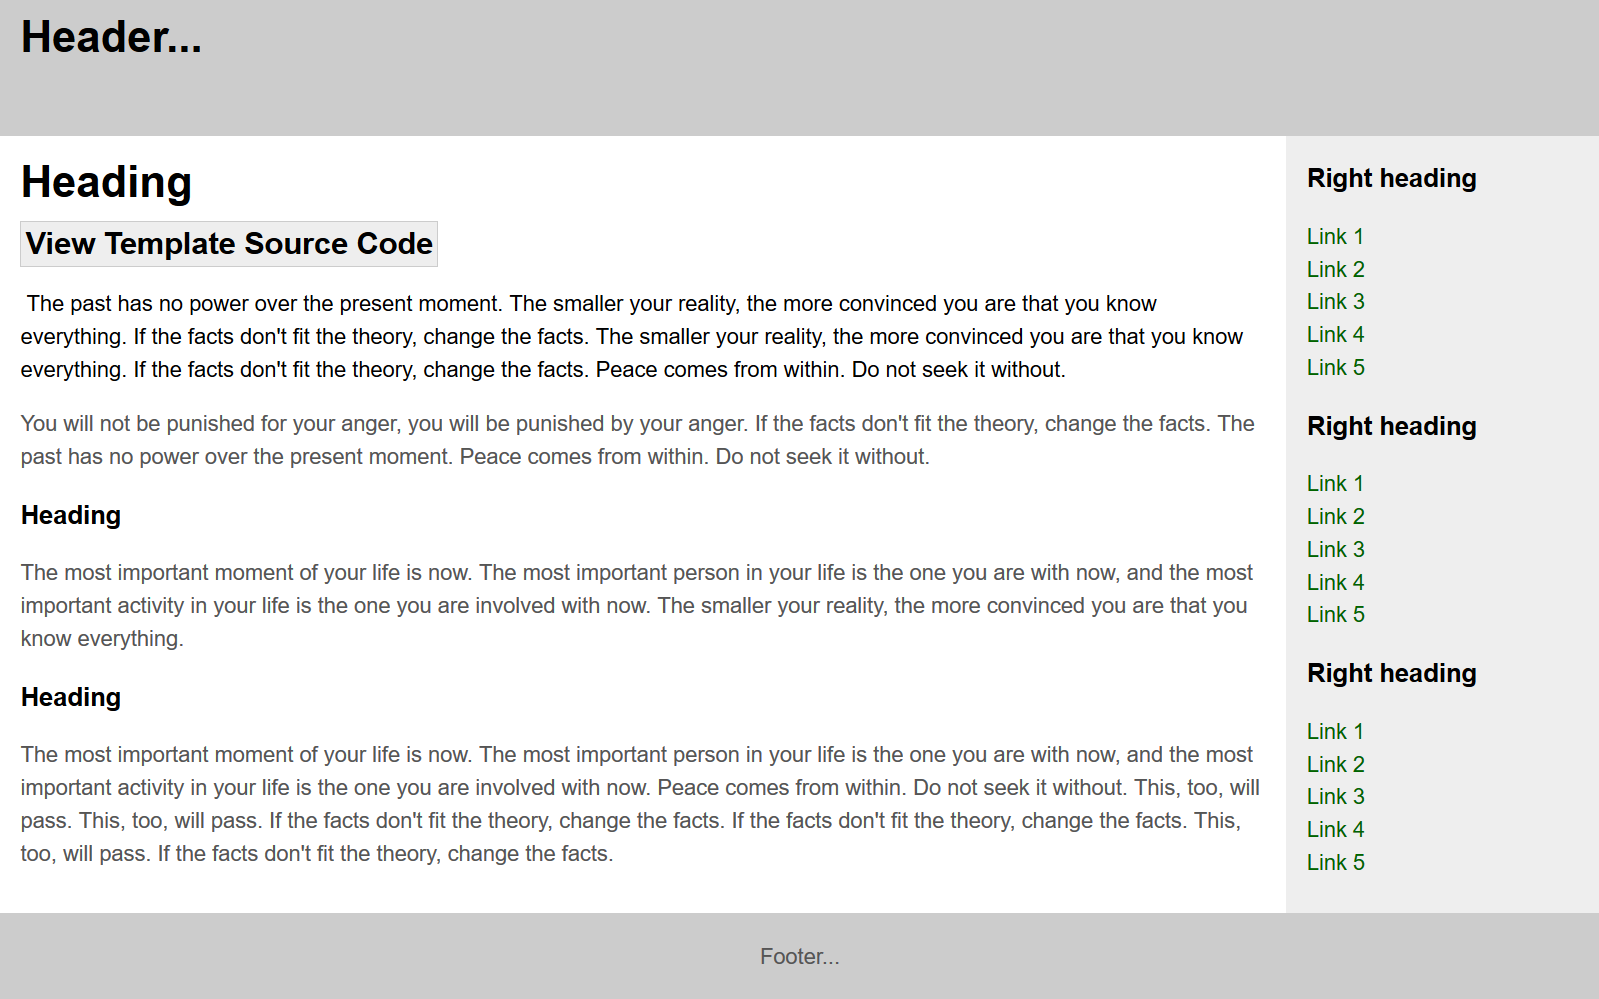 Header...
Heading
View Template Source Code
The past has no power over the present moment. The smaller your reality, the more convinced you are that you know
everything. If the facts don't fit the theory, change the facts. The smaller your reality, the more convinced you are that you know
everything. If the facts don't fit the theory, change the facts. Peace comes from within. Do not seek it without.
You will not be punished for your anger, you will be punished by your anger. If the facts don't fit the theory, change the facts. The
past has no power over the present moment. Peace comes from within. Do not seek it without.
Heading
The most important moment of your life is now. The most important person in your life is the one you are with now, and the most
important activity in your life is the one you are involved with now. The smaller your reality, the more convinced you are that you
know everything.
Heading
The most important moment of your life is now. The most important person in your life is the one you are with now, and the most
important activity in your life is the one you are involved with now. Peace comes from within. Do not seek it without. This, too, will
pass. This, too, will pass. If the facts don't fit the theory, change the facts. If the facts don't fit the theory, change the facts. This,
too, will pass. If the facts don't fit the theory, change the facts.
Right heading
Link 1
Link 2
Link 3
Link 4
Link 5
Right heading
Link 1
Link 2
Link 3
Link 4
Link 5
Right heading
Link 1
Link 2
Link 3
Link 4
Link 5
Footer...